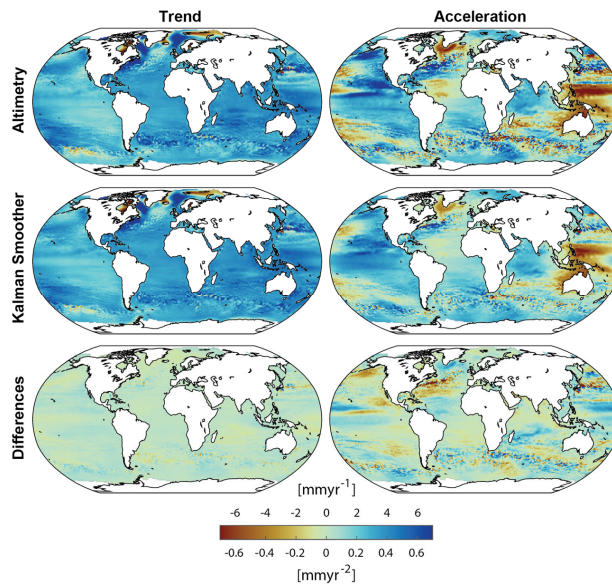 Trend
Acceleration
Altimetry
Kalman Smoother
Differences
[mmyr-1]
-6 -4 -2 0 2 4 6
-0.6 -0.4 -0.2 0 0.2 0.4 0.6
[mmyr-2]